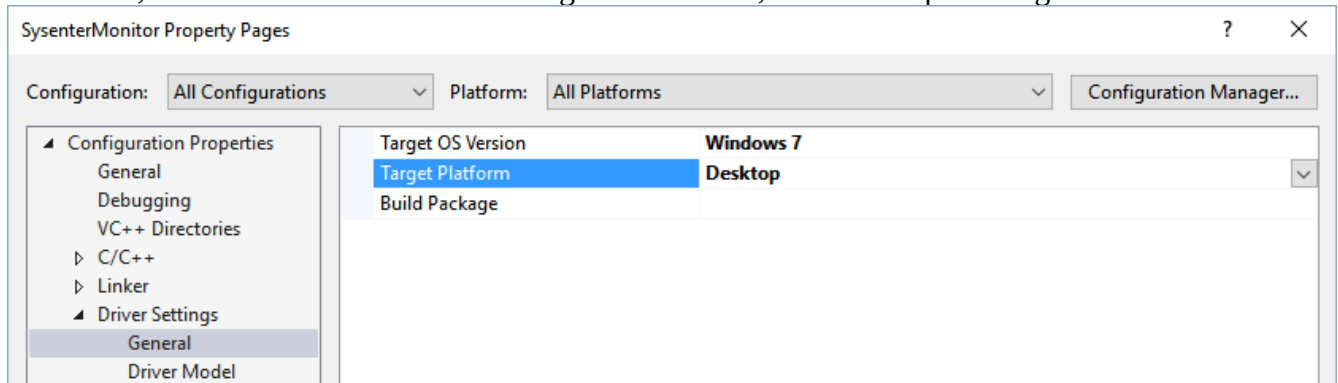 SysenterMonitor Property Pages
Configuration: All Configurations Platform: All Platforms Configuration Manager...
Configuration Properties
General
Debugging
VC++ Directories
C/C++
Linker
Driver Settings
General
Driver Model
Target OS Version Windows 7
Target Platform Desktop
Build Package